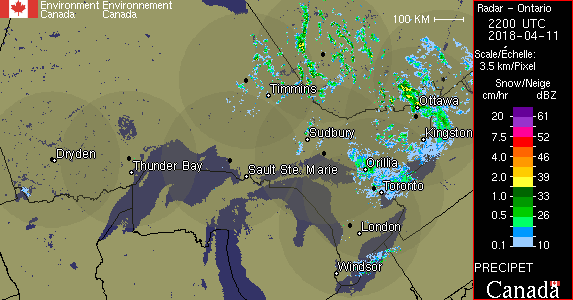 Environment Environnement
Canada Canada
100 KM
Timmins
Ottawa
Sudbury
Kingston
Dryden
Thunder Bay
Sault Ste. Marie
Orillia
Toronto
London
Windsor
Radar - Ontario
2200 UTC
2018-04-11
Scale/Échelle:
3.5 km/Pixel
Snow/Neige
cm/hr dBZ
20 61
7.5 52
4.0 46
2.0 39
1.0 33
0.5 26
0.1 10
PRECIPET
Canada